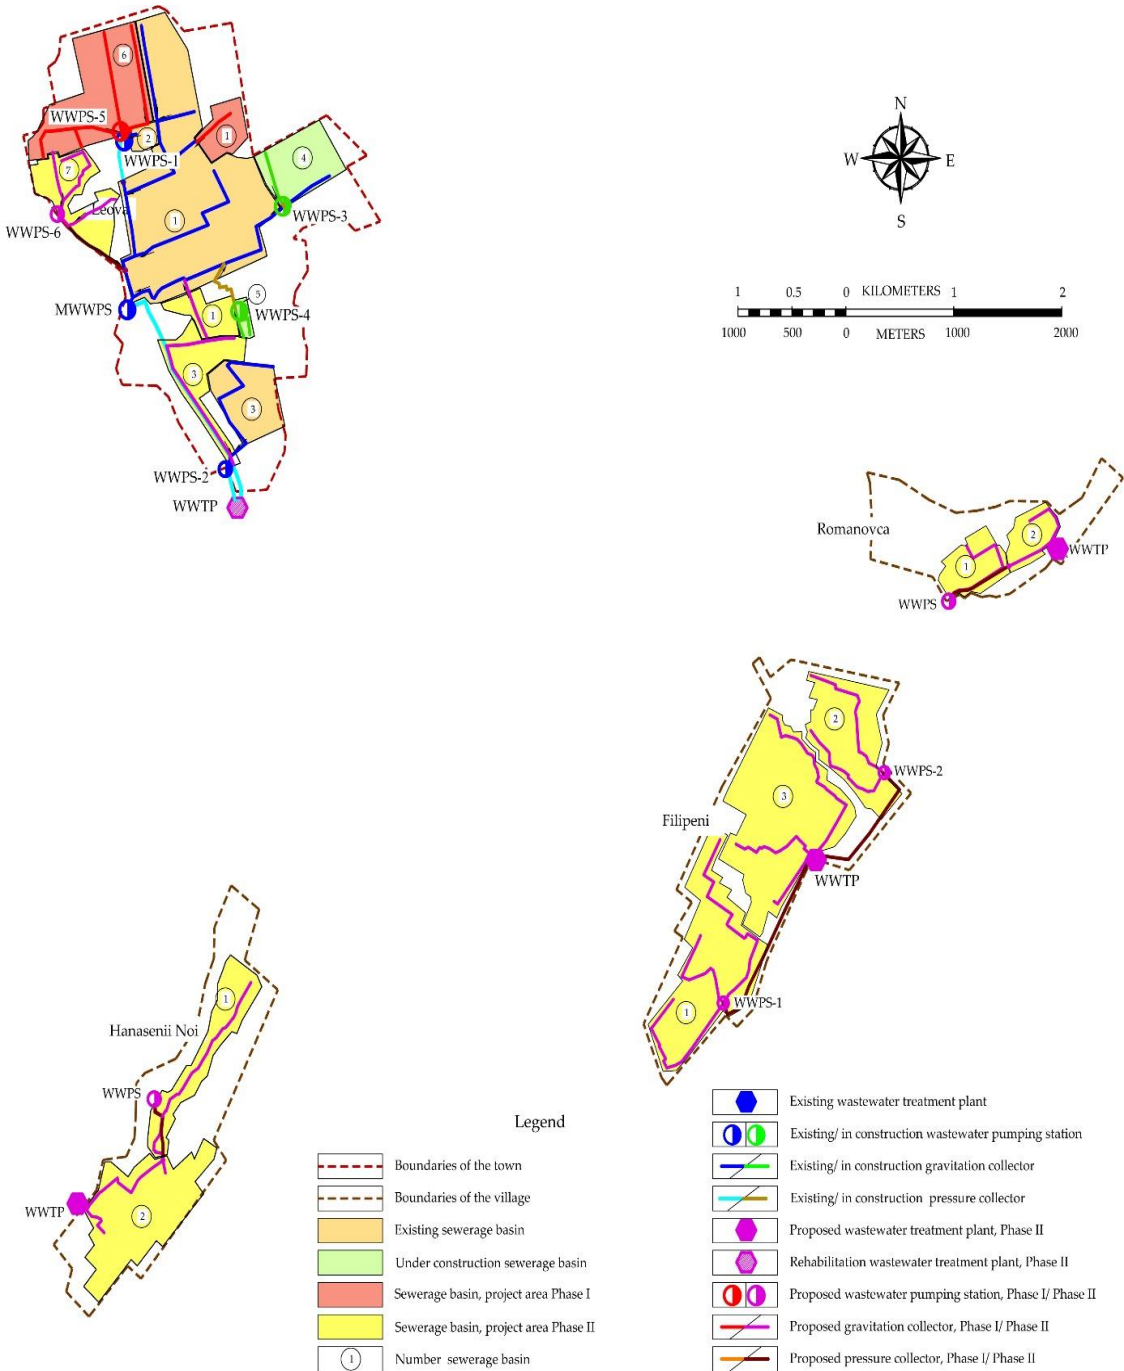 6
WWPS-5
2
1
WWPS-1
4
7
Leova
1
WWPS-6
WWPS-3
MWWPS
5
1
WWPS-4
3
3
WWPS-2
WWTP
N
W E
S
1 0.5 0 KILOMETERS 1 2
1000 500 0 METERS 1000 2000
Romanovca
2
WWTP
1
WWPS
2
WWPS-2
3
Filipeni
WWTP
WWPS-1
1
1
Hanasenii Noi
WWPS
WWTP
2
Legend
Boundaries of the town
Boundaries of the village
Existing sewerage basin
Under construction sewerage basin
Sewerage basin, project area Phase I
Sewerage basin, project area Phase II
1 Number sewerage basin
Existing wastewater treatment plant
Existing/ in construction wastewater pumping station
Existing/ in construction gravitation collector
Existing/ in construction pressure collector
Proposed wastewater treatment plant, Phase II
Rehabilitation wastewater treatment plant, Phase II
Proposed wastewater pumping station, Phase I/ Phase II
Proposed gravitation collector, Phase I/ Phase II
Proposed pressure collector, Phase I/ Phase II